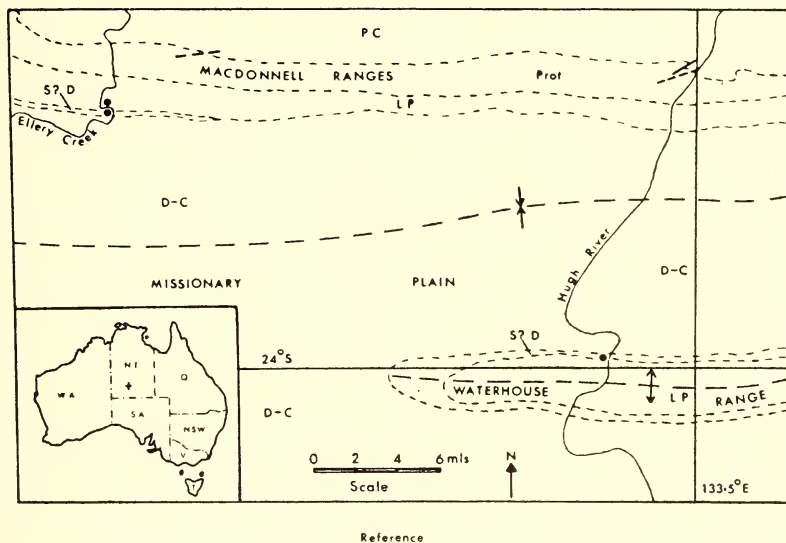 PC
MACDONNELL RANGES Prot
S?. D
LP
Ellery Creek
D-C
Hugh River
MISSIONARY PLAIN
D-C
S?. D
24°S
WATERHOUSE LP RANGE
D-C
WA
NT
Q
SA
NSW
V
T
0 2 4 6 mls
Scale
N
133·5°E
Reference